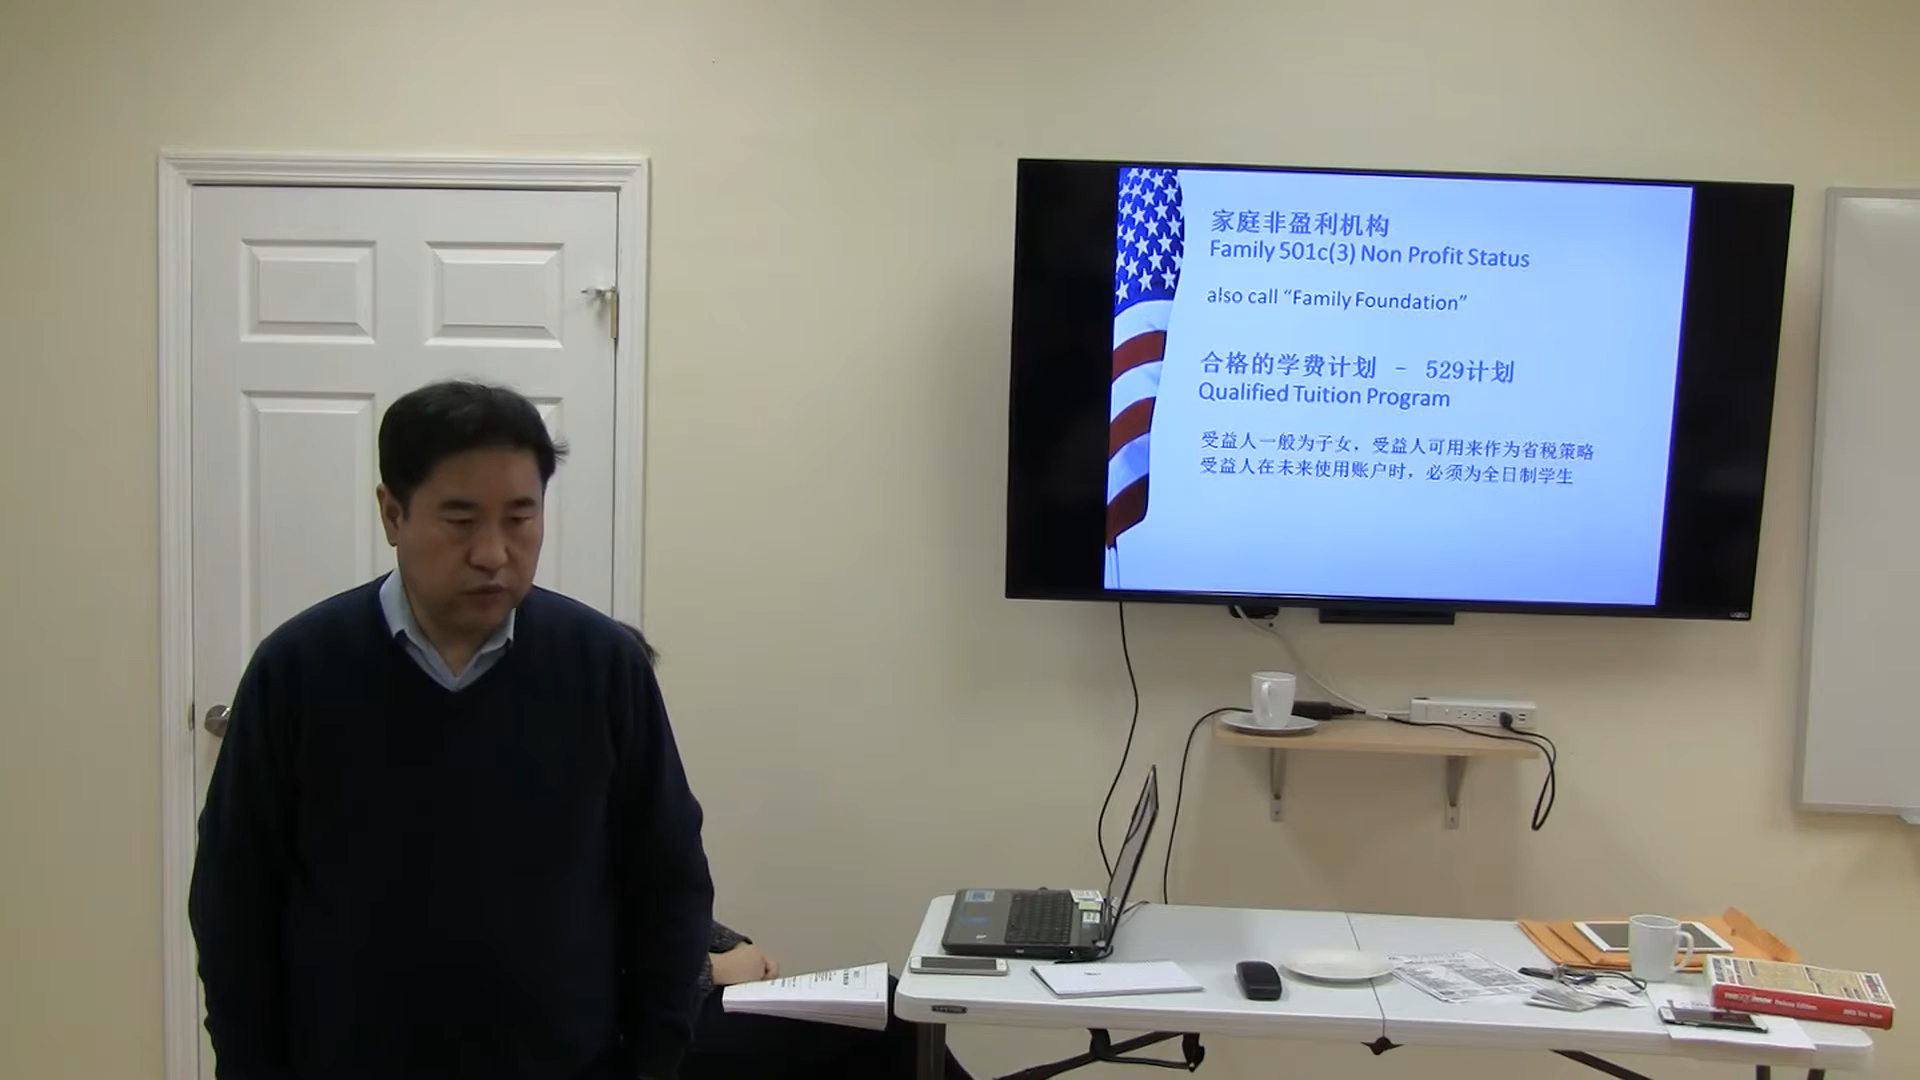 家庭非盈利机构
Family 501c(3) Non Profit Status
also call “Family Foundation”
合格的学费计划 - 529计划
Qualified Tuition Program
受益人一般为子女，受益人可用来作为省税策略
受益人在未来使用账户时，必须为全日制学生
Deluxe Edition